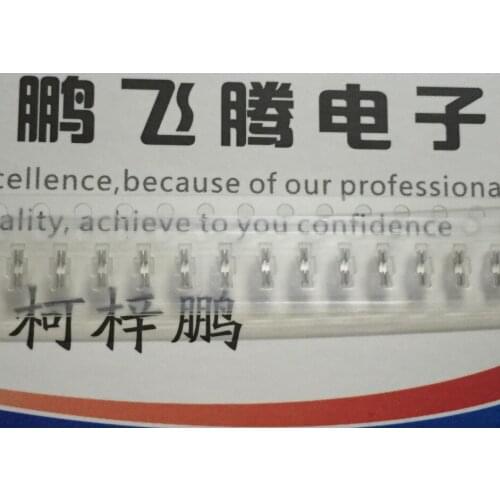 鹏飞腾电子
cellence,because of our professiona
ality, achieve to you confidence
柯梓鹏